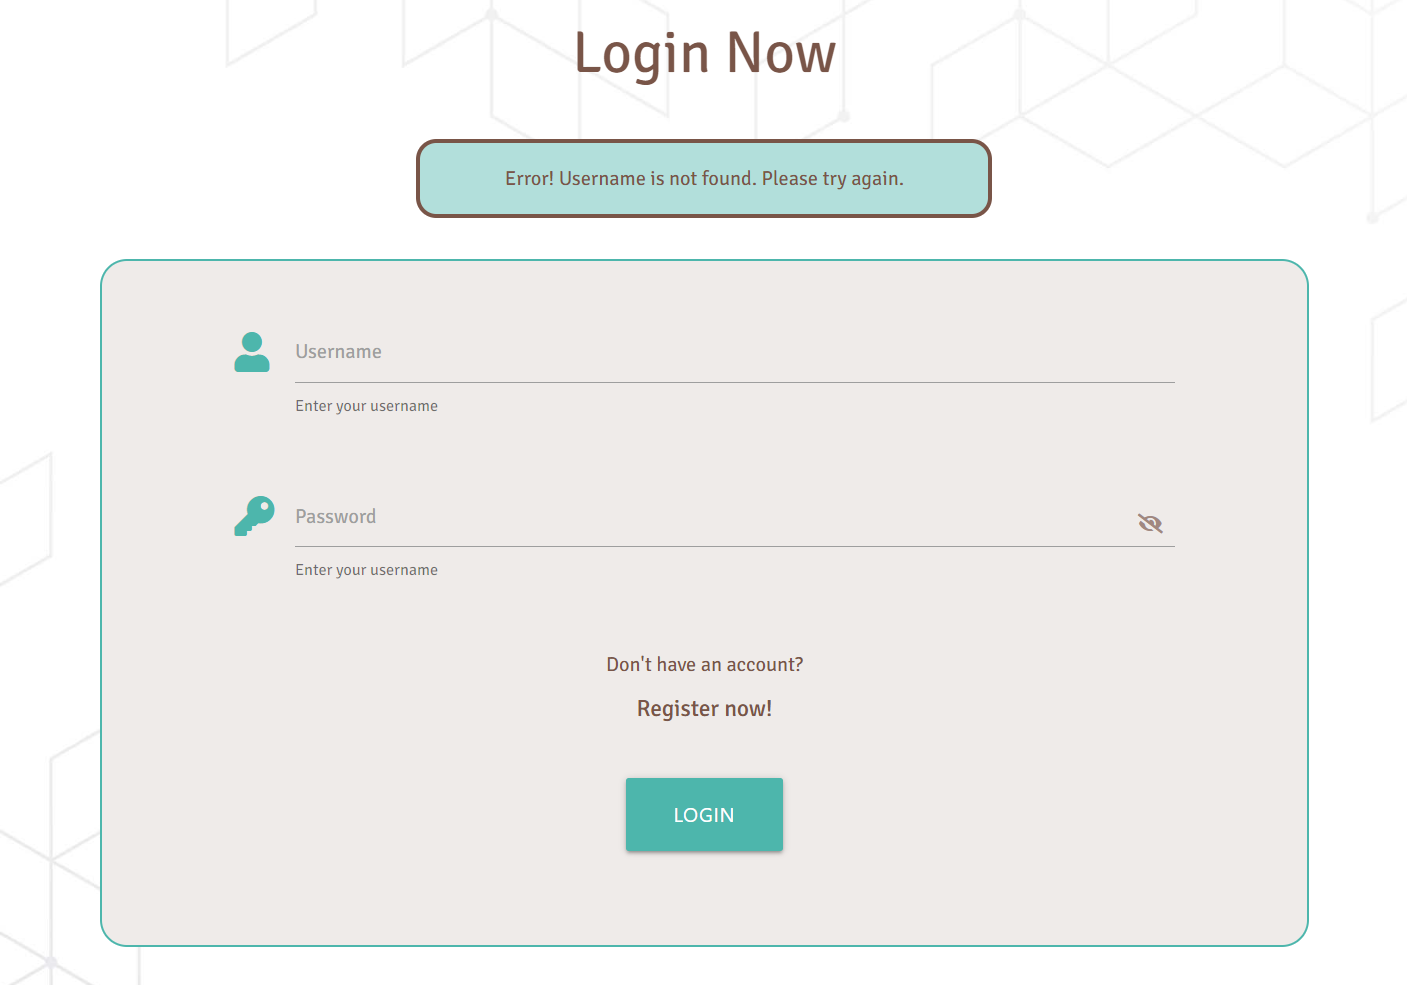 Login Now
Error! Username is not found. Please try again.
Username
Enter your username
Password
Enter your username
Don't have an account?
Register now!
LOGIN